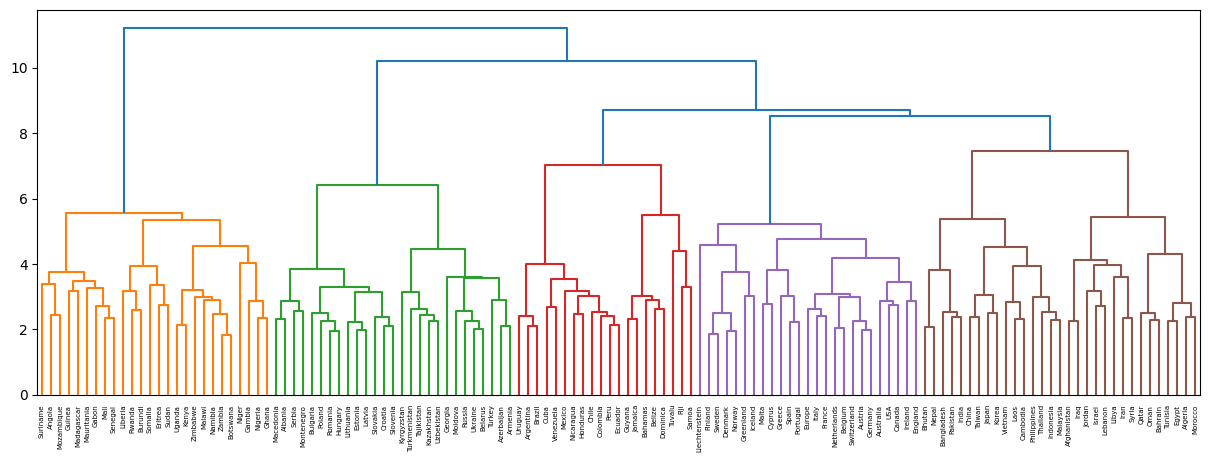 10
8
6
4
2
0
Suriname
Angola
Mozambique
Guinea
Madagascar
Mauritania
Gabon
Mali
Senegal
Liberia
Rwanda
Burundi
Somalia
Eritrea
Sudan
Uganda
Kenya
Zimbabwe
Malawi
Namibia
Zambia
Botswana
Niger
Gambia
Nigeria
Ghana
Macedonia
Albania
Serbia
Montenegro
Bulgaria
Poland
Romania
Hungary
Lithuania
Estonia
Latvia
Slovakia
Croatia
Slovenia
Kyrgyzstan
Turkmenistan
Tajikistan
Kazakhstan
Uzbekistan
Georgia
Moldova
Russia
Ukraine
Belarus
Turkey
Azerbaijan
Armenia
Uruguay
Argentina
Brazil
Cuba
Venezuela
Mexico
Nicaragua
Honduras
Chile
Colombia
Peru
Ecuador
Guyana
Jamaica
Bahamas
Belize
Dominica
Tuvalu
Fiji
Samoa
Liechtenstein
Finland
Sweden
Denmark
Norway
Greenland
Iceland
Malta
Cyprus
Greece
Spain
Portugal
Europe
Italy
France
Netherlands
Belgium
Switzerland
Austria
Germany
Australia
USA
Canada
Ireland
England
Bhutan
Nepal
Bangladesh
Pakistan
India
China
Taiwan
Japan
Korea
Vietnam
Laos
Cambodia
Philippines
Thailand
Indonesia
Malaysia
Afghanistan
Iraq
Jordan
Israel
Lebanon
Libya
Iran
Syria
Qatar
Oman
Bahrain
Tunisia
Egypt
Algeria
Morocco